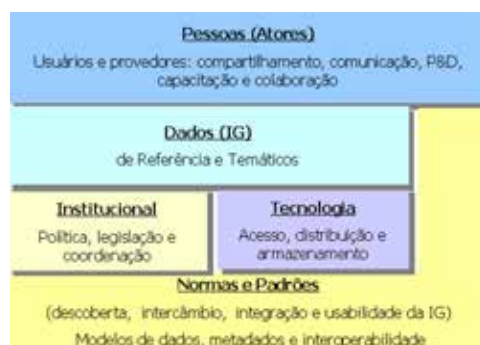 Pessoas (Atores)
Usuários e provedores: compartilhamento, comunicação, P&D,
capacitação e colaboração
Dados (IG)
de Referência e Temáticos
Institucional
Política, legislação e
coordenação
Tecnologia
Acesso, distribuição e
armazenamento
Normas e Padrões
(descoberta, intercâmbio, integração e usabilidade da IG)
Modelos de dados, metadados e interoperabilidade